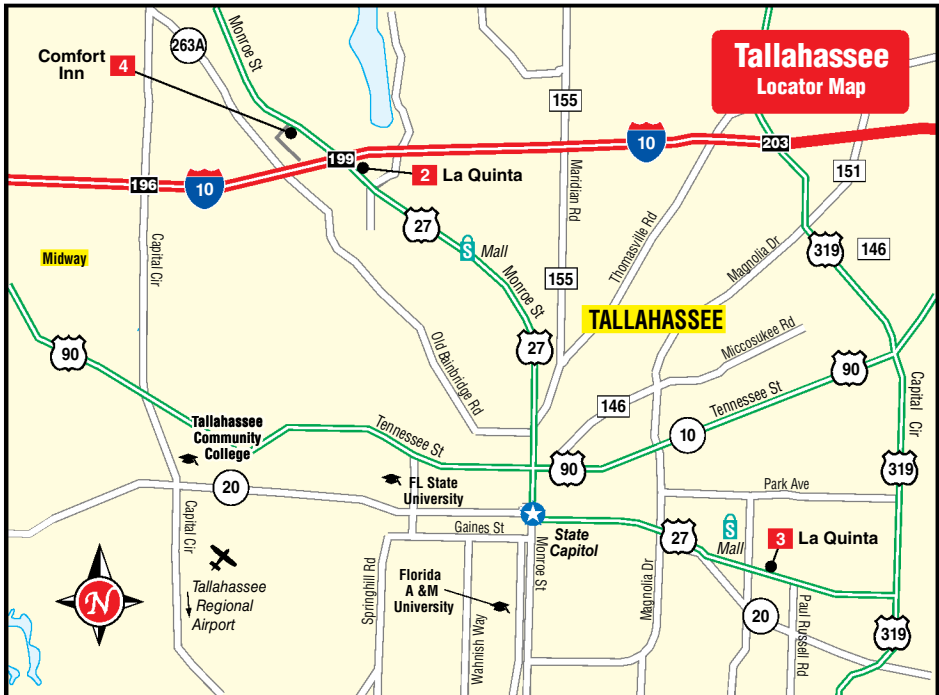 Tallahassee
Locator Map
263A
Monroe St
Comfort
Inn
4
155
10
203
199
151
196
10
2
La Quinta
Maridian Rd
27
Mall
Thomasville Rd
Magnolia Dr
319
146
Midway
Capital Cir
Monroe St
155
TALLAHASSEE
90
27
Miccosukee Rd
Old Bainbridge Rd
90
Capital
Cir
146
Tennessee St
10
Tallahassee
Community
College
Tennessee St
90
319
20
FL State
University
Park Ave
Capital Cir
Gaines St
State
Capitol
27
Mall
3
La Quinta
Monroe St
Springhill Rd
Magnolia Dr
Florida
A &M
University
Wahnish Way
Tallahassee
Regional
Airport
N
20
Paul Russell Rd
319
S
S